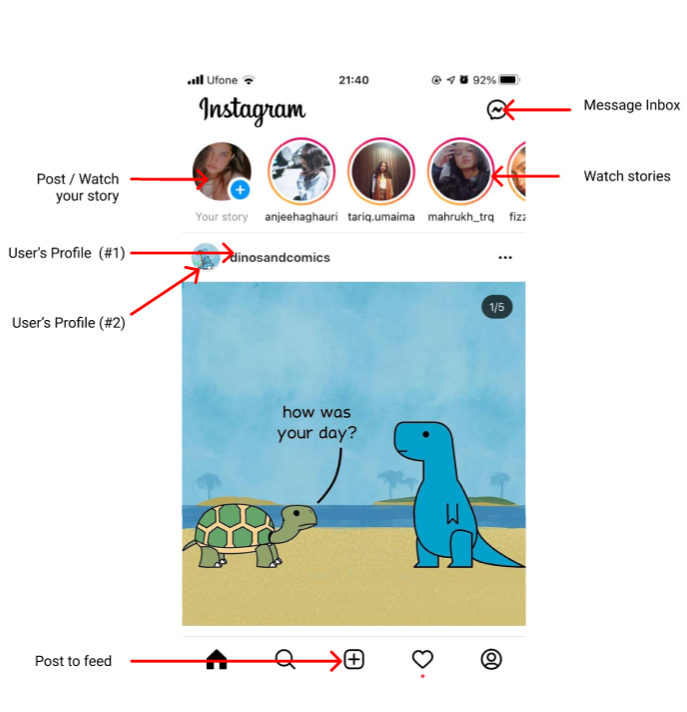 Ufone 21:40 92%
Instagram
Message Inbox
Post / Watch
your story
Watch stories
Your story anjeehaghauri tariq.umaima mahrukh_trq fizz
User's Profile (#1)
dinosandcomics
User's Profile (#2)
1/5
how was
your day?
Post to feed